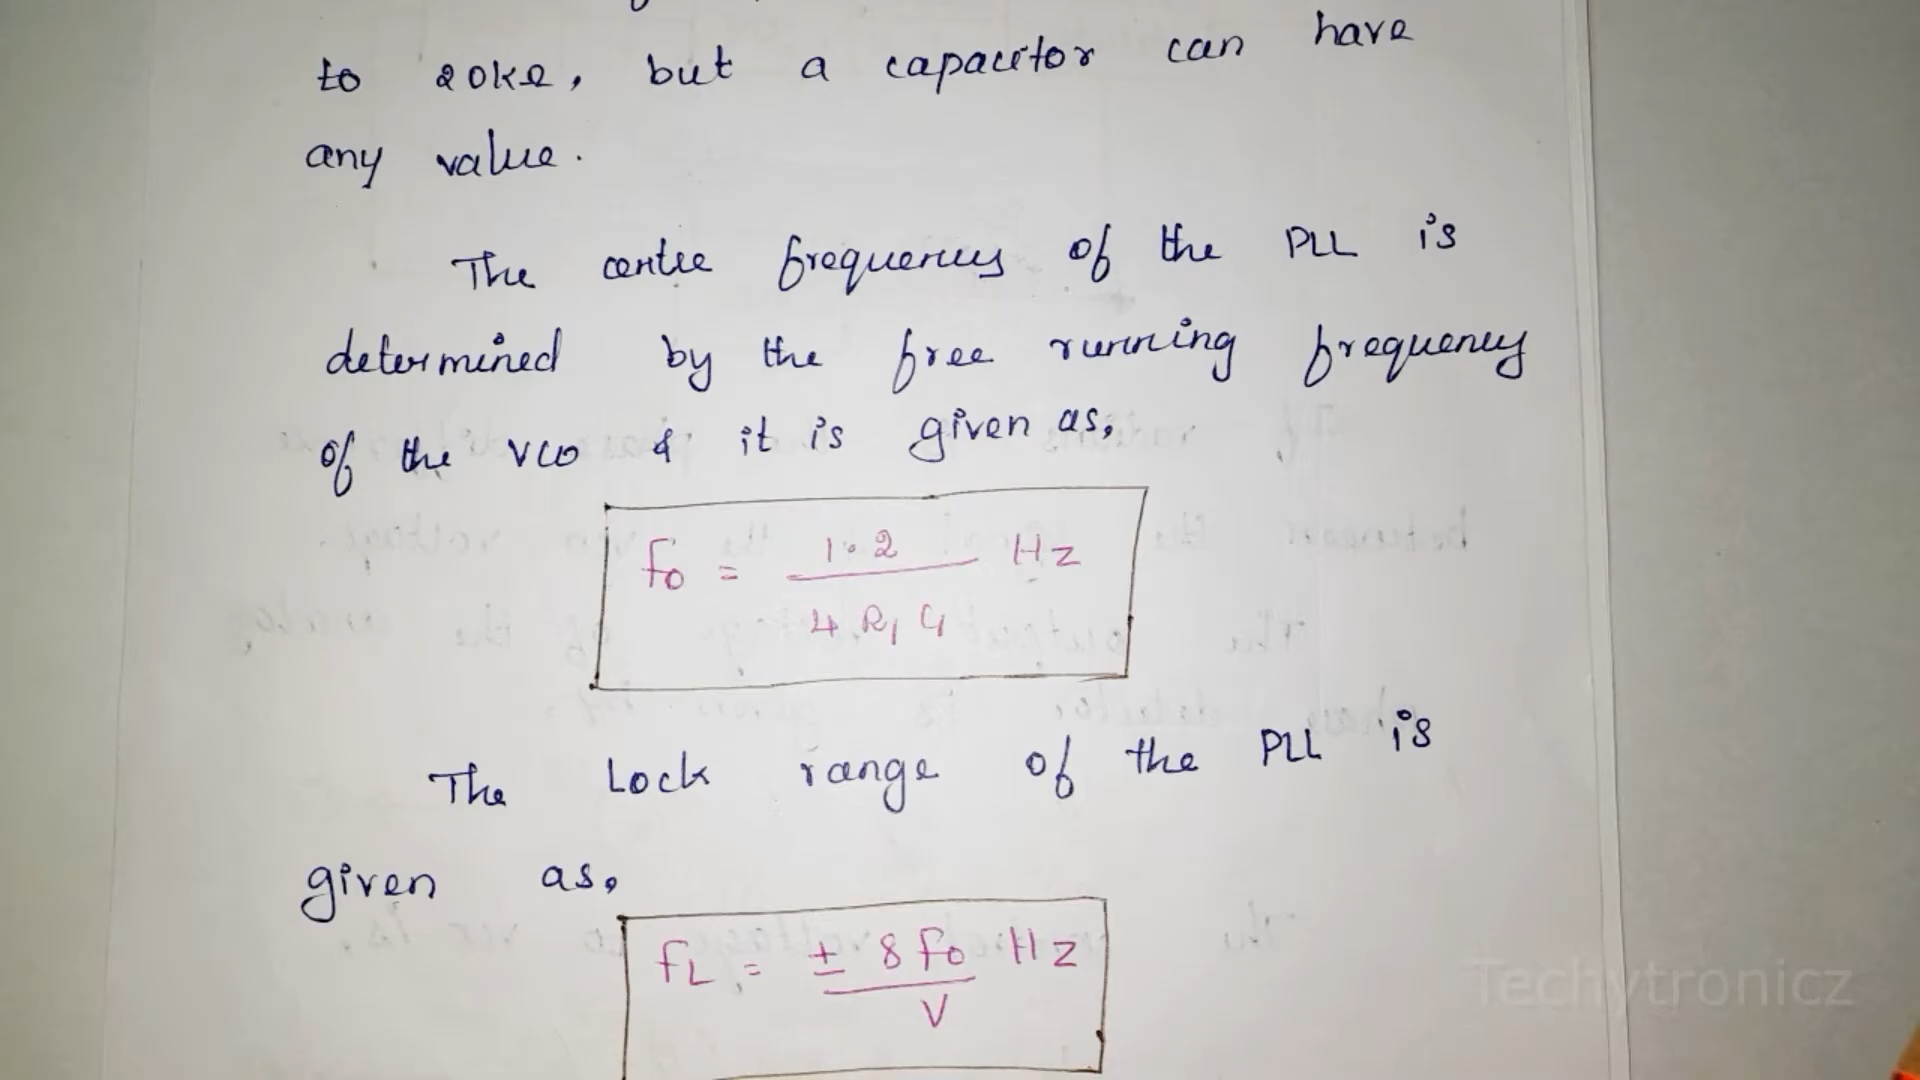 to 20kΩ, but a capacitor can have
any value.
The centre frequency of the PLL is
determined by the free running frequency
of the VCO & it is given as,
fo = 1.2 / 4 R1 C1 Hz
The Lock range of the PLL is
given as,
fL = ± 8 fo / V Hz
Techytronicz